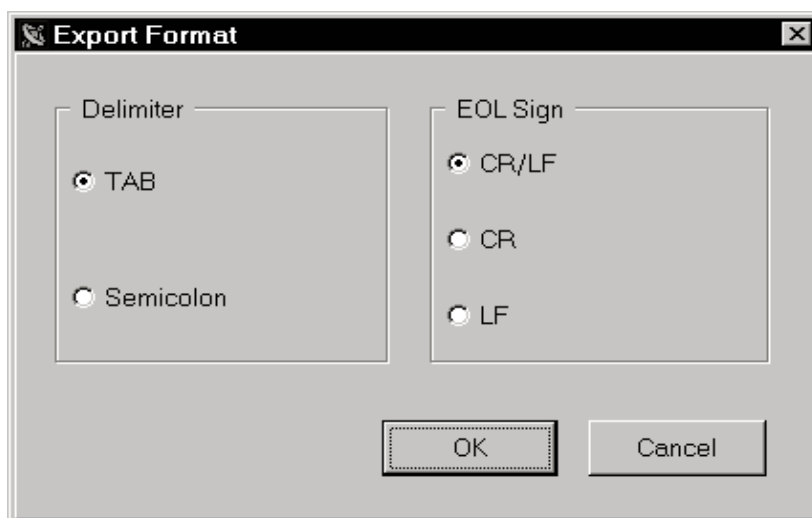 Export Format
Delimiter
TAB
Semicolon
EOL Sign
CR/LF
CR
LF
OK
Cancel